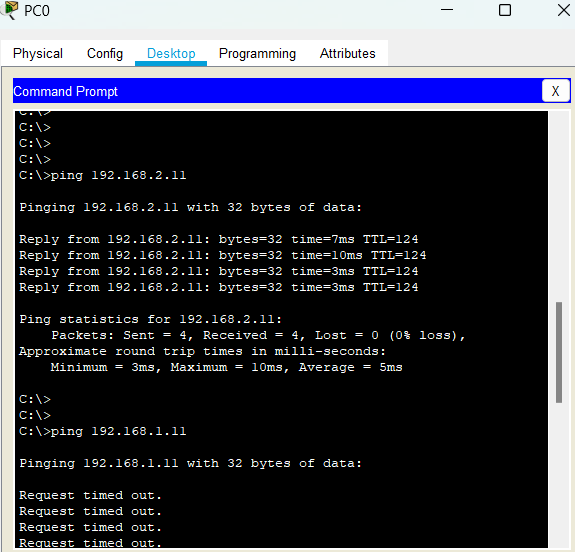 PC0
Physical Config Desktop Programming Attributes
Command Prompt X
C:\>
C:\>
C:\>
C:\>
C:\>ping 192.168.2.11
Pinging 192.168.2.11 with 32 bytes of data:
Reply from 192.168.2.11: bytes=32 time=7ms TTL=124
Reply from 192.168.2.11: bytes=32 time=10ms TTL=124
Reply from 192.168.2.11: bytes=32 time=3ms TTL=124
Reply from 192.168.2.11: bytes=32 time=3ms TTL=124
Ping statistics for 192.168.2.11:
Packets: Sent = 4, Received = 4, Lost = 0 (0% loss),
Approximate round trip times in milli-seconds:
Minimum = 3ms, Maximum = 10ms, Average = 5ms
C:\>
C:\>
C:\>ping 192.168.1.11
Pinging 192.168.1.11 with 32 bytes of data:
Request timed out.
Request timed out.
Request timed out.
Request timed out.